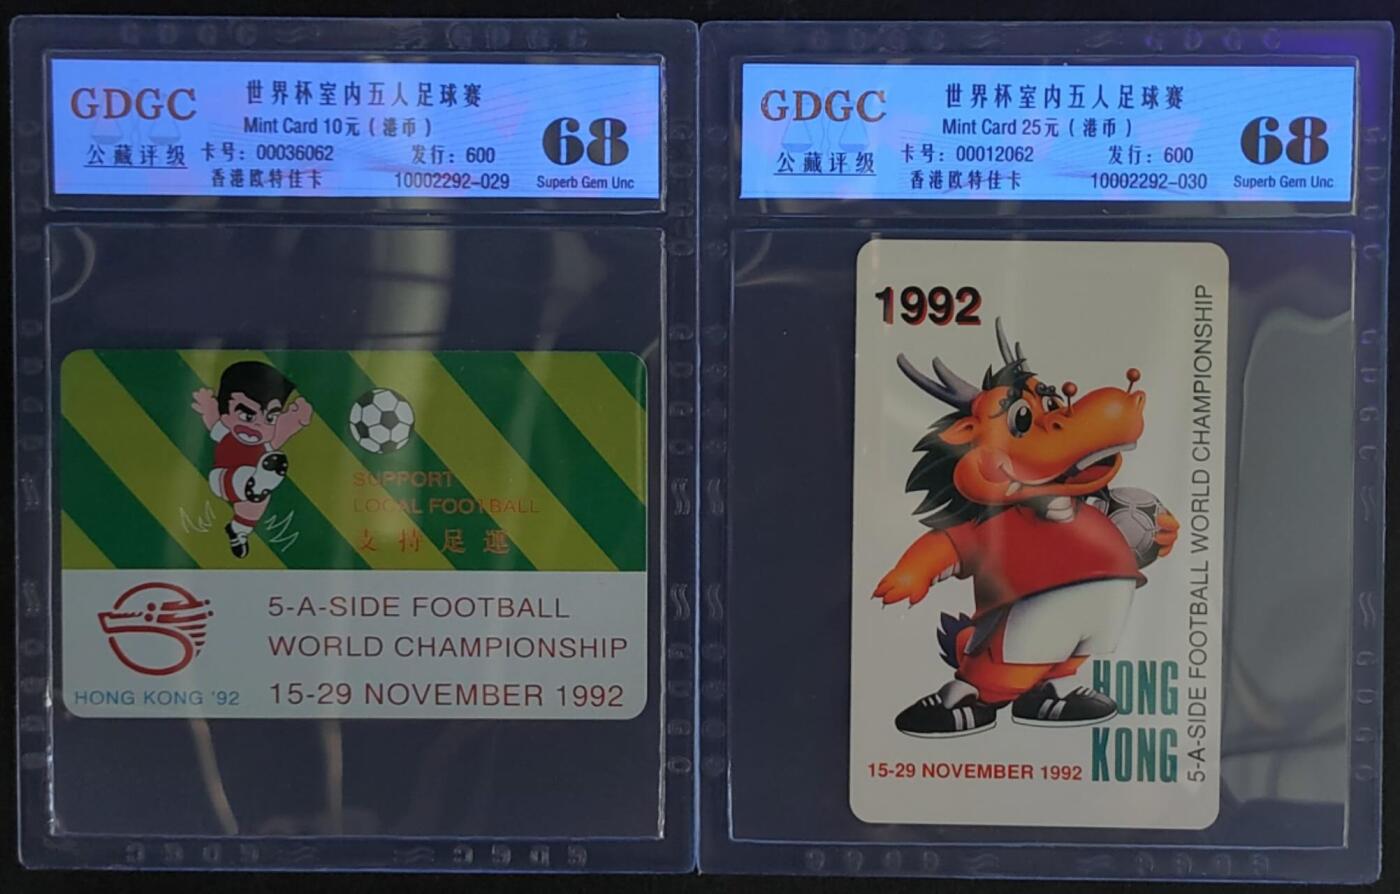 GDGC
公藏评级
世界杯室内五人足球赛
Mint Card 10元（港币）
卡号：00036062 发行：600
香港欧特佳卡 10002292-029
68
Superb Gem Unc
SUPPORT
LOCAL FOOTBALL
支持足運
HONG KONG '92
5-A-SIDE FOOTBALL
WORLD CHAMPIONSHIP
15-29 NOVEMBER 1992
GDGC
公藏评级
世界杯室内五人足球赛
Mint Card 25元（港币）
卡号：00012062 发行：600
香港欧特佳卡 10002292-030
68
Superb Gem Unc
1992
5-A-SIDE FOOTBALL WORLD CHAMPIONSHIP
HONG
KONG
15-29 NOVEMBER 1992